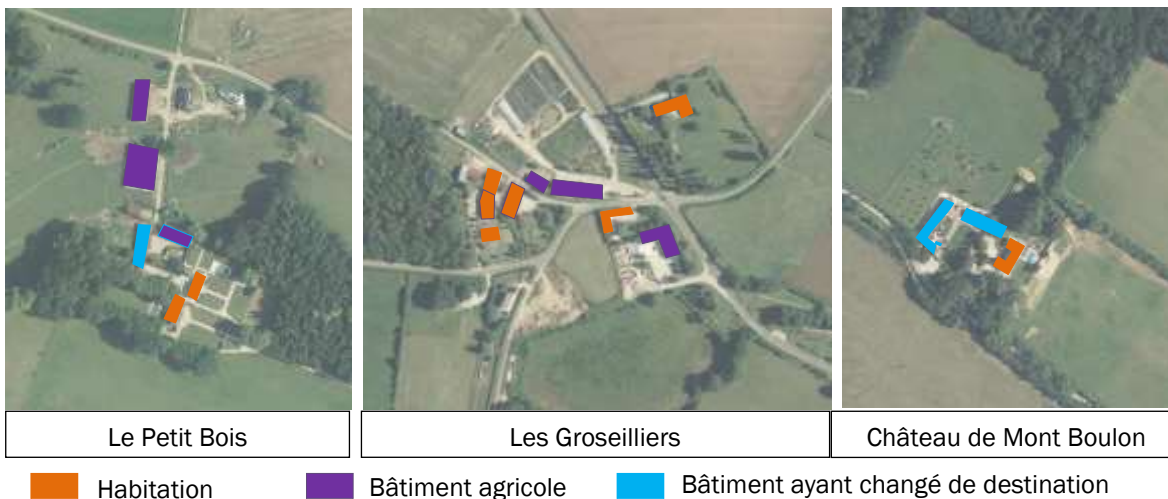 Le Petit Bois
Les Groseilliers
Château de Mont Boulon
Habitation
Bâtiment agricole
Bâtiment ayant changé de destination